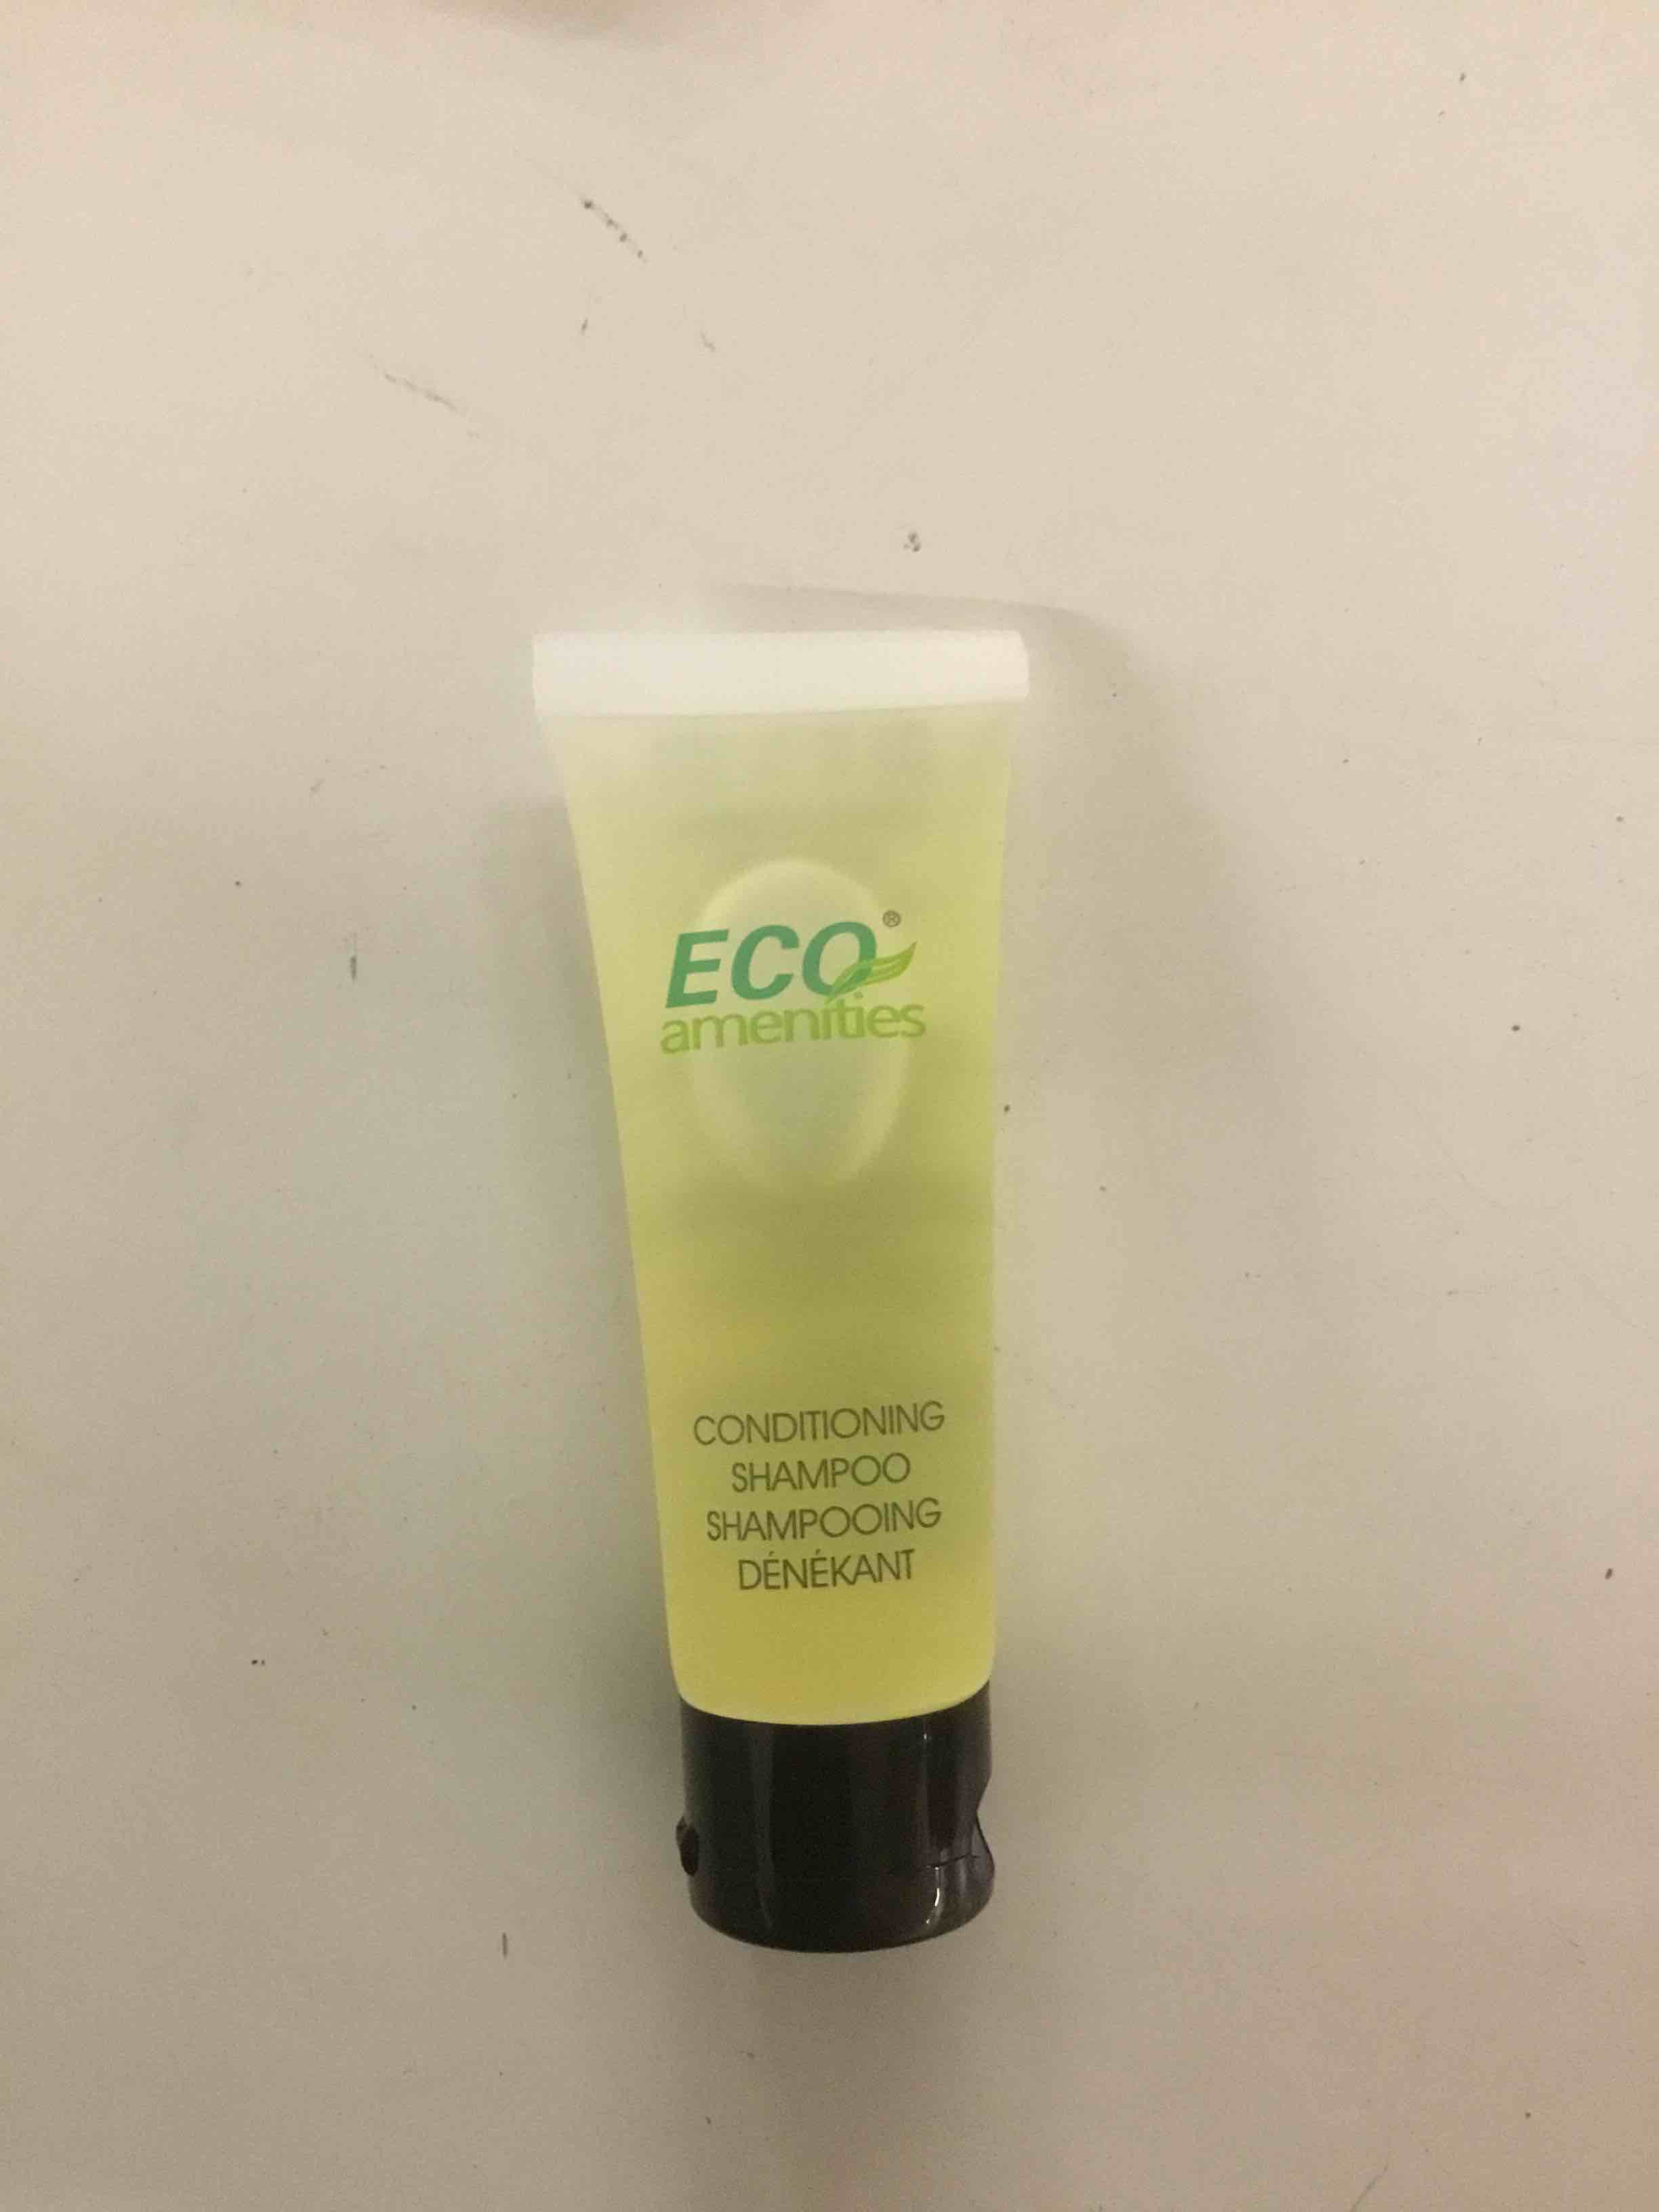 ECO®
amenities
CONDITIONING
SHAMPOO
SHAMPOOING
DÉNÉKANT